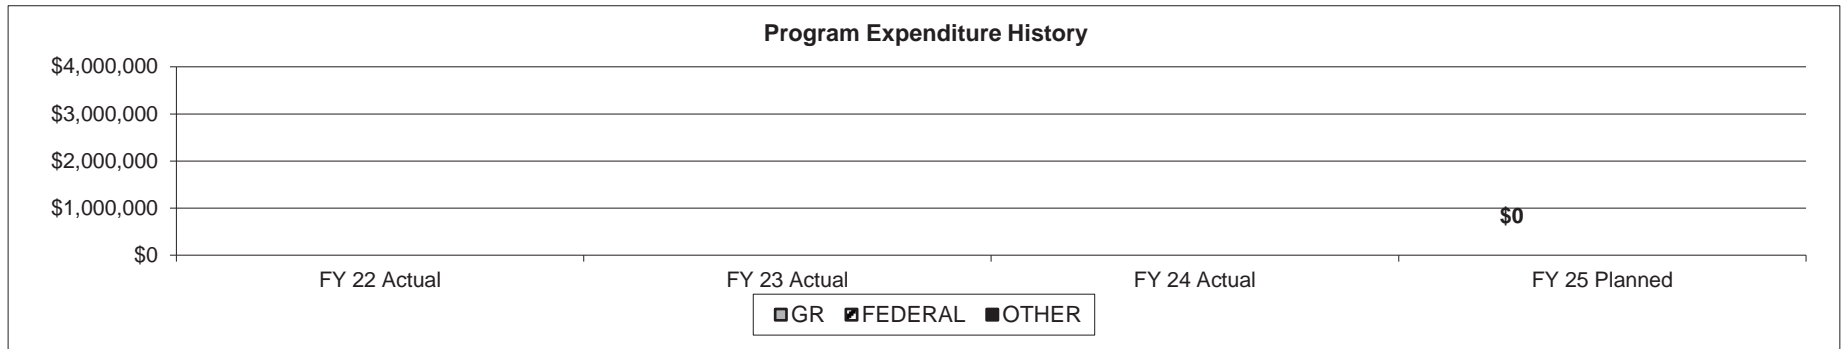 Program Expenditure History
$4,000,000
$3,000,000
$2,000,000
$1,000,000
$0
$0
FY 22 Actual FY 23 Actual FY 24 Actual FY 25 Planned
GR FEDERAL OTHER